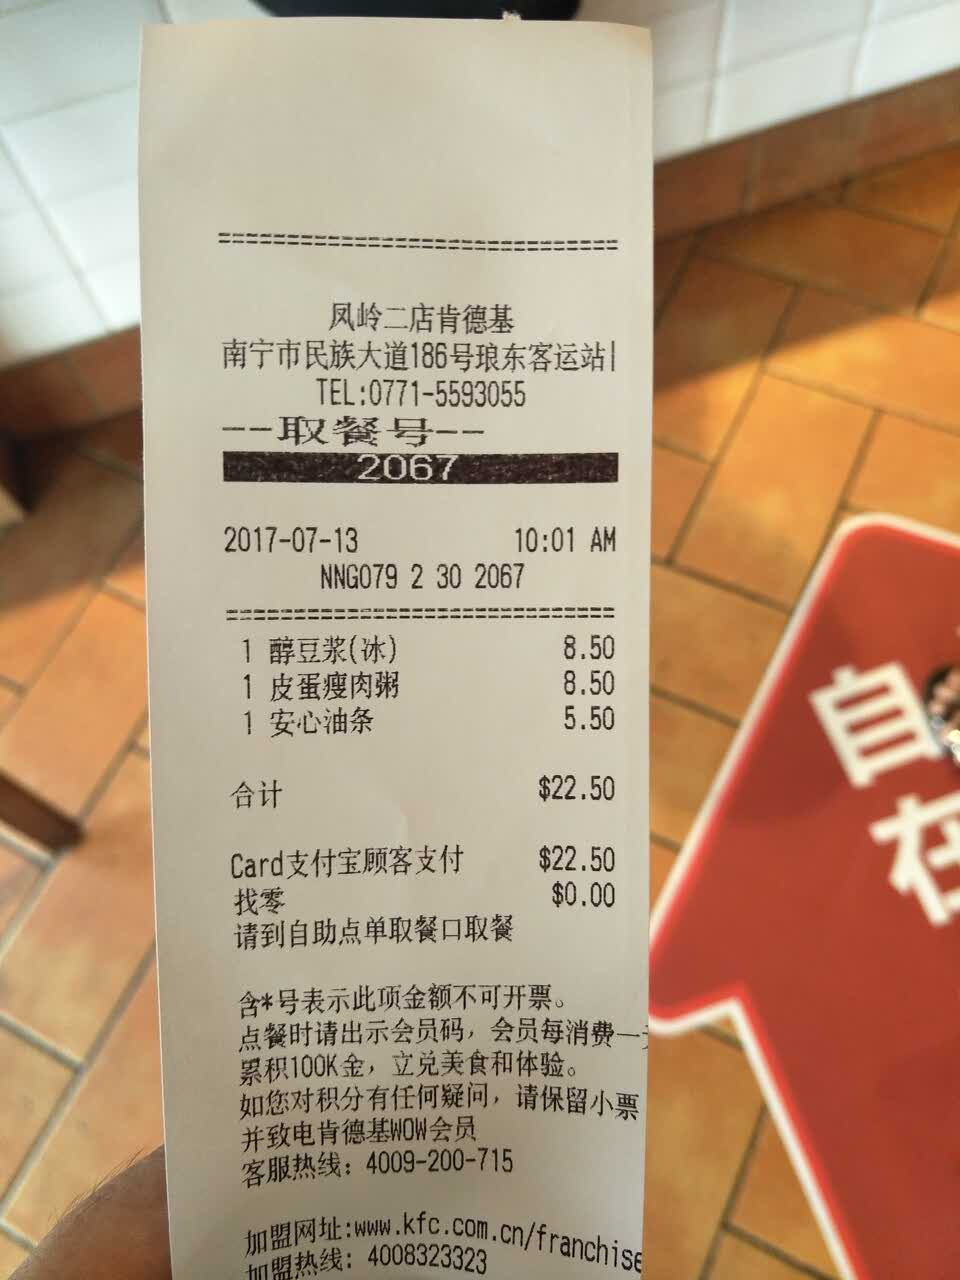 ==============================
凤岭二店肯德基
南宁市民族大道186号琅东客运站|
TEL:0771-5593055
--取餐号--
2067
2017-07-13 10:01 AM
NNG079 2 30 2067
==============================
1 醇豆浆(冰) 8.50
1 皮蛋瘦肉粥 8.50
1 安心油条 5.50
合计 $22.50
Card支付宝顾客支付 $22.50
找零 $0.00
请到自助点单取餐口取餐
含*号表示此项金额不可开票。
点餐时请出示会员码，会员每消费一
累积100K金，立兑美食和体验。
如您对积分有任何疑问，请保留小票
并致电肯德基WOW会员
客服热线：4009-200-715
加盟网址:www.kfc.com.cn/franchise
加盟热线：4008323323
自
在